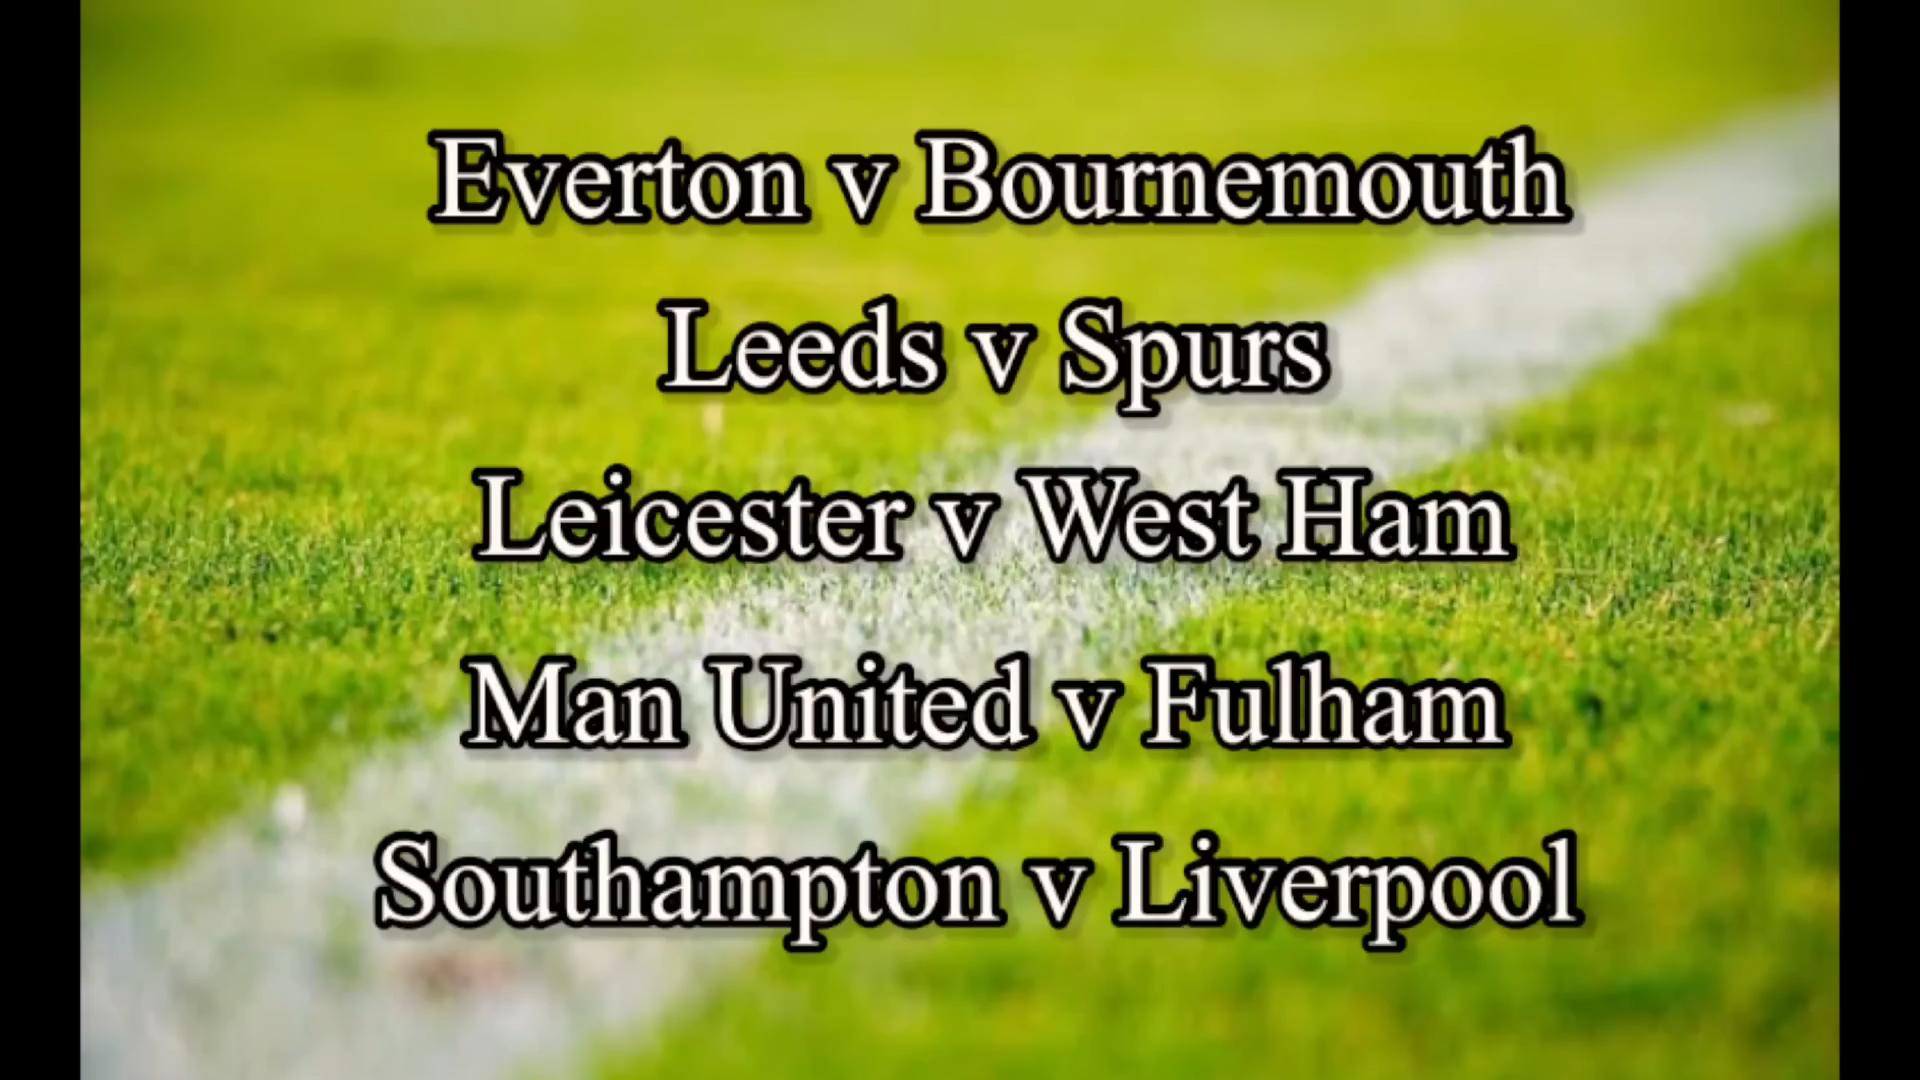 Everton v Bournemouth
Leeds v Spurs
Leicester v West Ham
Man United v Fulham
Southampton v Liverpool